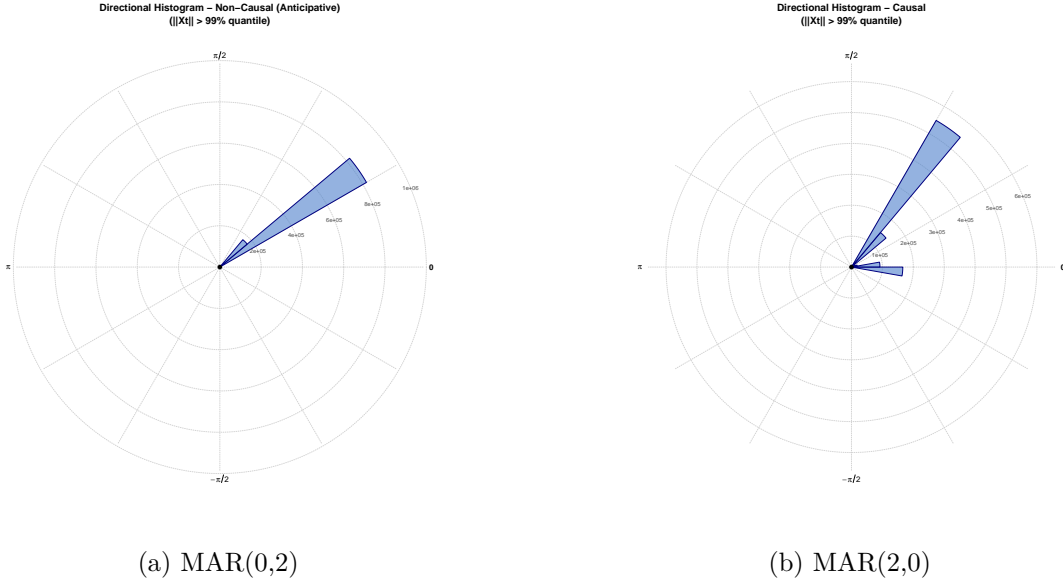 Directional Histogram – Non−Causal (Anticipative)
(||Xt|| > 99% quantile)
π/2
1e+06
8e+05
6e+05
4e+05
2e+05
π
0
−π/2
(a) MAR(0,2)
Directional Histogram – Causal
(||Xt|| > 99% quantile)
π/2
6e+05
5e+05
4e+05
3e+05
2e+05
1e+05
π
0
−π/2
(b) MAR(2,0)